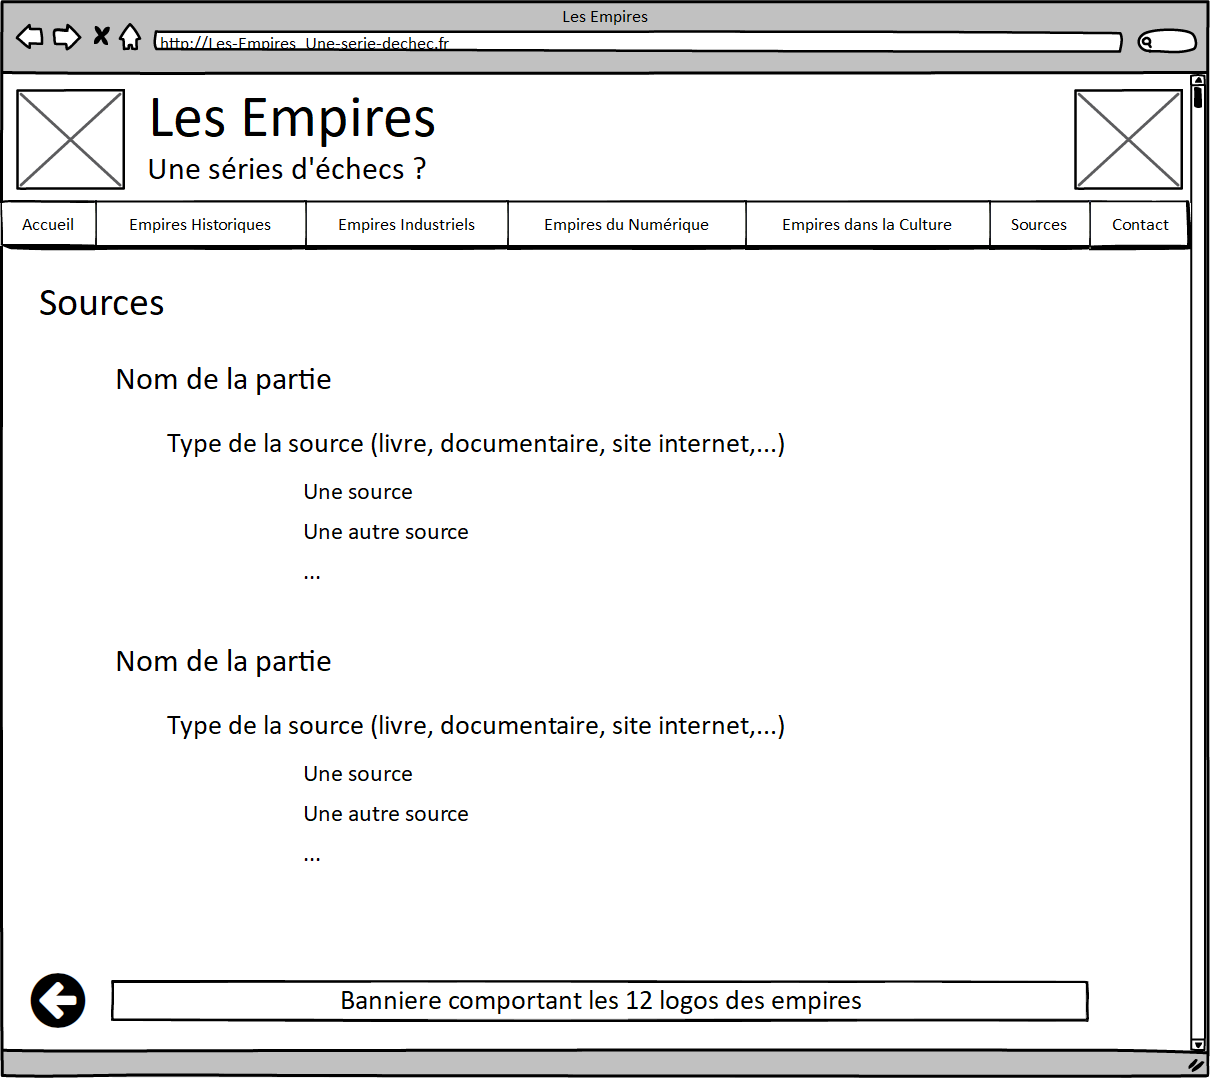 Les Empires
http://Les-Empires_Une-serie-dechec.fr
Les Empires
Une séries d'échecs ?
Accueil
Empires Historiques
Empires Industriels
Empires du Numérique
Empires dans la Culture
Sources
Contact
Sources
Nom de la partie
Type de la source (livre, documentaire, site internet,...)
Une source
Une autre source
...
Nom de la partie
Type de la source (livre, documentaire, site internet,...)
Une source
Une autre source
...
Banniere comportant les 12 logos des empires